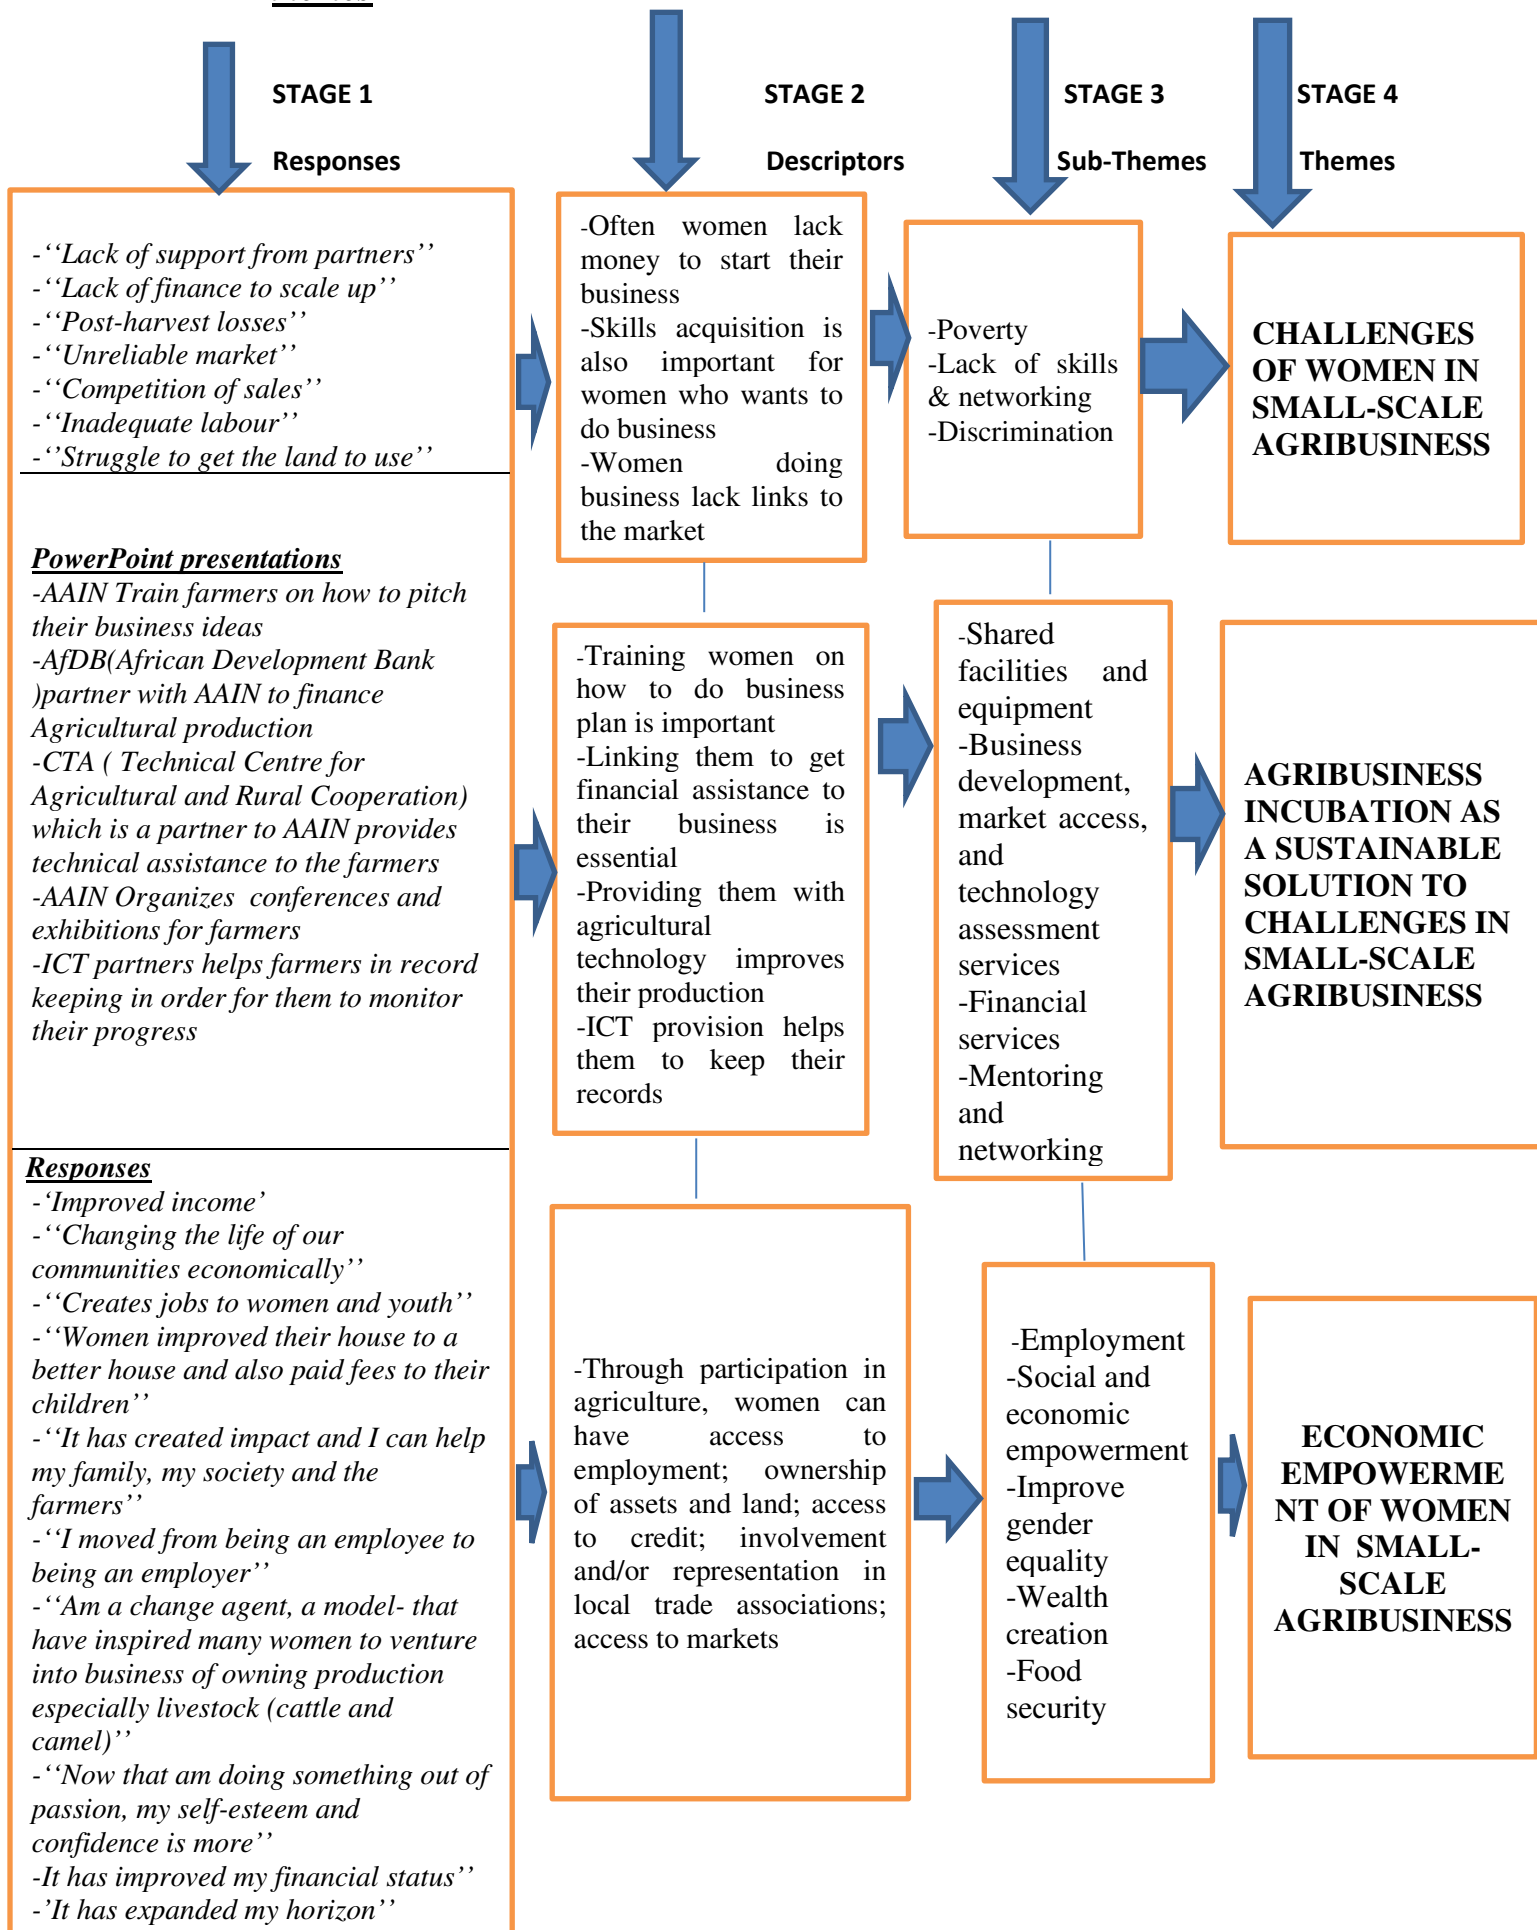 STAGE 1
Responses
STAGE 2
Descriptors
STAGE 3
Sub-Themes
STAGE 4
Themes
-‘‘Lack of support from partners’’
-‘‘Lack of finance to scale up’’
-‘‘Post-harvest losses’’
-‘‘Unreliable market’’
-‘‘Competition of sales’’
-‘‘Inadequate labour’’
-‘’Struggle to get the land to use’’
-Often women lack
money to start their
business
-Skills acquisition is
also important for
women who wants to
do business
-Women doing
business lack links to
the market
-Poverty
-Lack of skills
& networking
-Discrimination
CHALLENGES
OF WOMEN IN
SMALL-SCALE
AGRIBUSINESS
PowerPoint presentations
-AAIN Train farmers on how to pitch
their business ideas
-AfDB(African Development Bank
)partner with AAIN to finance
Agricultural production
-CTA ( Technical Centre for
Agricultural and Rural Cooperation)
which is a partner to AAIN provides
technical assistance to the farmers
-AAIN Organizes conferences and
exhibitions for farmers
-ICT partners helps farmers in record
keeping in order for them to monitor
their progress
-Training women on
how to do business
plan is important
-Linking them to get
financial assistance to
their business is
essential
-Providing them with
agricultural
technology improves
their production
-ICT provision helps
them to keep their
records
-Shared
facilities and
equipment
-Business
development,
market access,
and
technology
assessment
services
-Financial
services
-Mentoring
and
networking
AGRIBUSINESS
INCUBATION AS
A SUSTAINABLE
SOLUTION TO
CHALLENGES IN
SMALL-SCALE
AGRIBUSINESS
Responses
-‘Improved income’
-‘‘Changing the life of our
communities economically’’
-‘‘Creates jobs to women and youth’’
-‘‘Women improved their house to a
better house and also paid fees to their
children’’
-‘‘It has created impact and I can help
my family, my society and the
farmers’’
-‘‘I moved from being an employee to
being an employer’’
-‘‘Am a change agent, a model- that
have inspired many women to venture
into business of owning production
especially livestock (cattle and
camel)’’
-‘‘Now that am doing something out of
passion, my self-esteem and
confidence is more’’
-It has improved my financial status’’
-’It has expanded my horizon’’
-Through participation in
agriculture, women can
have access to
employment; ownership
of assets and land; access
to credit; involvement
and/or representation in
local trade associations;
access to markets
-Employment
-Social and
economic
empowerment
-Improve
gender
equality
-Wealth
creation
-Food
security
ECONOMIC
EMPOWERME
NT OF WOMEN
IN SMALL-
SCALE
AGRIBUSINESS